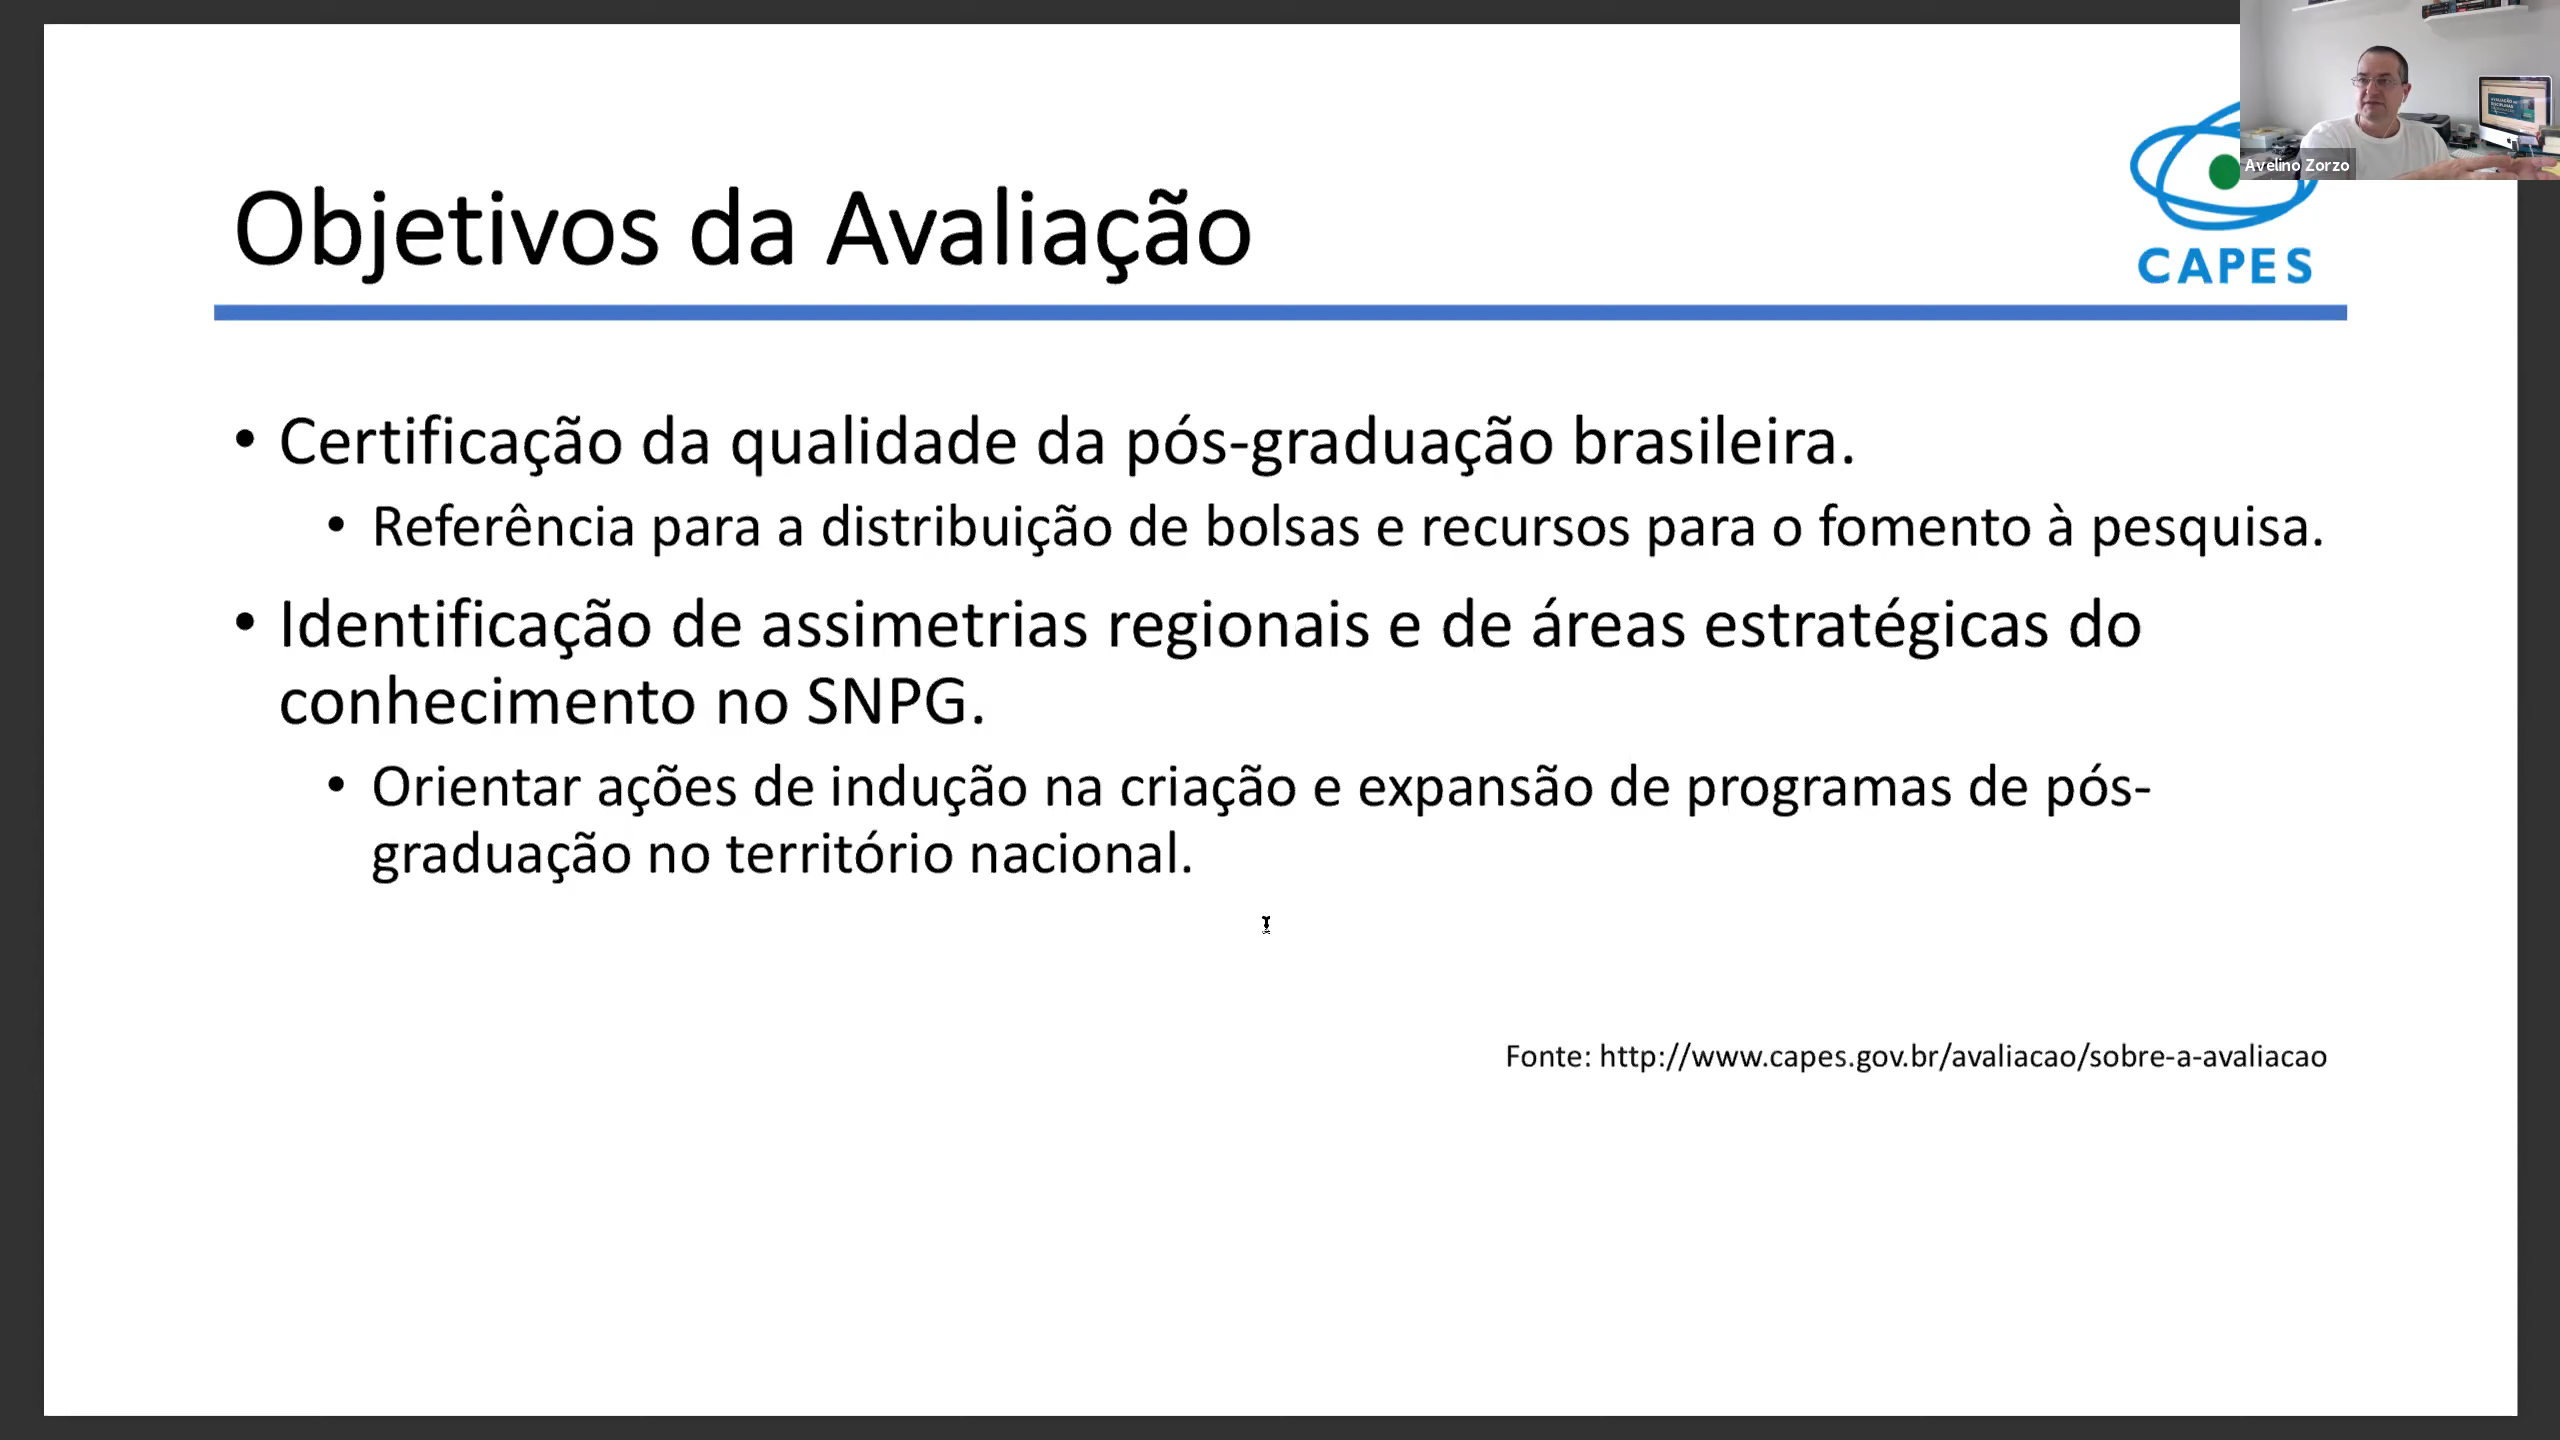 Avelino Zorzo
CAPES
Objetivos da Avaliação
• Certificação da qualidade da pós-graduação brasileira.
• Referência para a distribuição de bolsas e recursos para o fomento à pesquisa.
• Identificação de assimetrias regionais e de áreas estratégicas do
conhecimento no SNPG.
• Orientar ações de indução na criação e expansão de programas de pós-
graduação no território nacional.
Fonte: http://www.capes.gov.br/avaliacao/sobre-a-avaliacao